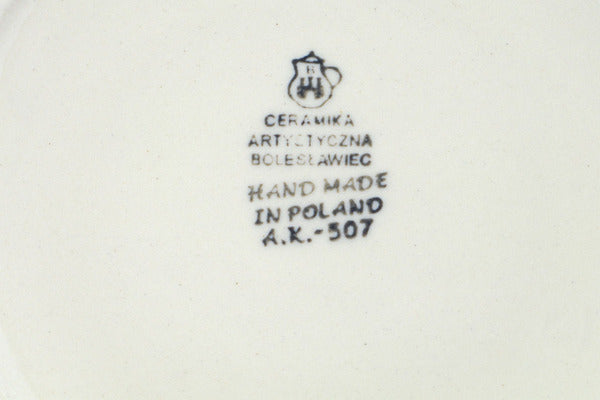 B
CERAMIKA
ARTYSTYCZNA
BOLESŁAWIEC
HAND MADE
IN POLAND
A.K.-507